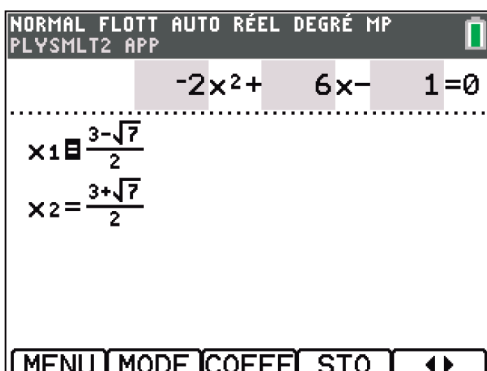 NORMAL FLOTT AUTO RÉEL DEGRÉ MP
PLYSMLT2 APP
-2x²+ 6x- 1=0
x1=(3-√7)/2
x2=(3+√7)/2
MENU MODE COEFF STO ◄►